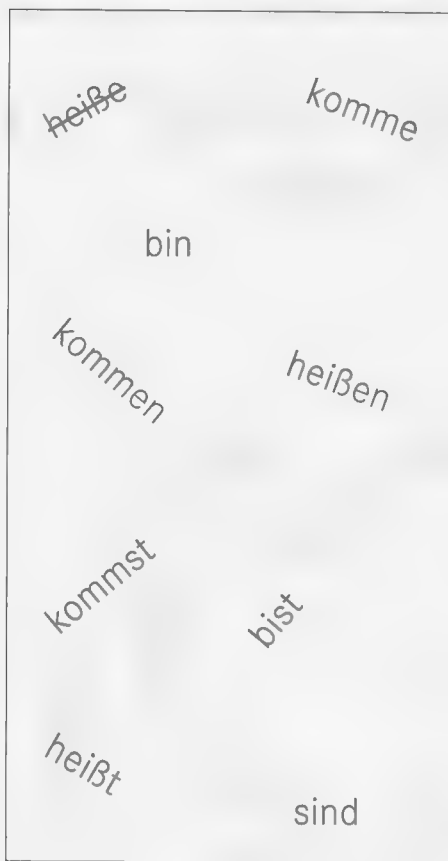 heiße
komme
bin
kommen
heißen
kommst
bist
heißt
sind